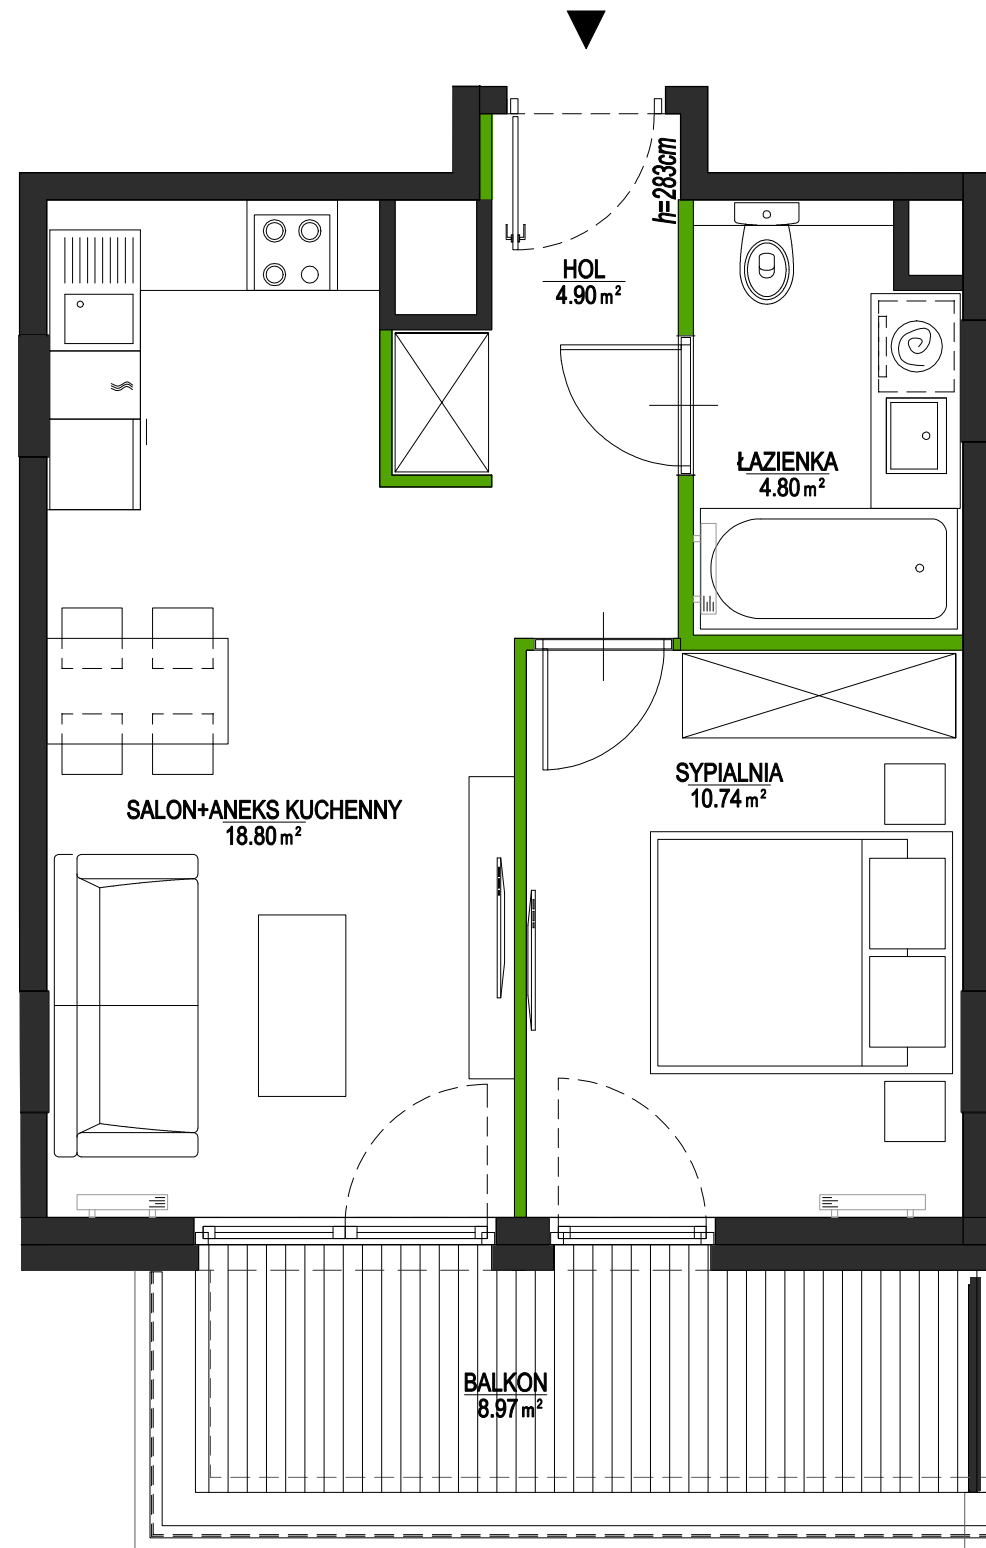 h=283cm
HOL
4.90 m²
ŁAZIENKA
4.80 m²
SYPIALNIA
10.74 m²
SALON+ANEKS KUCHENNY
18.80 m²
BALKON
8.97 m²